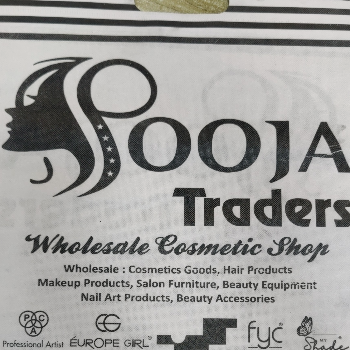 POOJA
Traders
Wholesale Cosmetic Shop
Wholesale : Cosmetics Goods, Hair Products
Makeup Products, Salon Furniture, Beauty Equipment
Nail Art Products, Beauty Accessories
PAC
Professional Artist
EUROPE GIRL
fyc
Shade